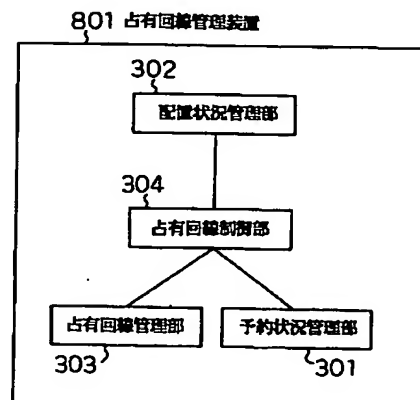 801 占有回線管理装置
302
配置状況管理部
304
占有回線制御部
占有回線管理部
予約状況管理部
303
301